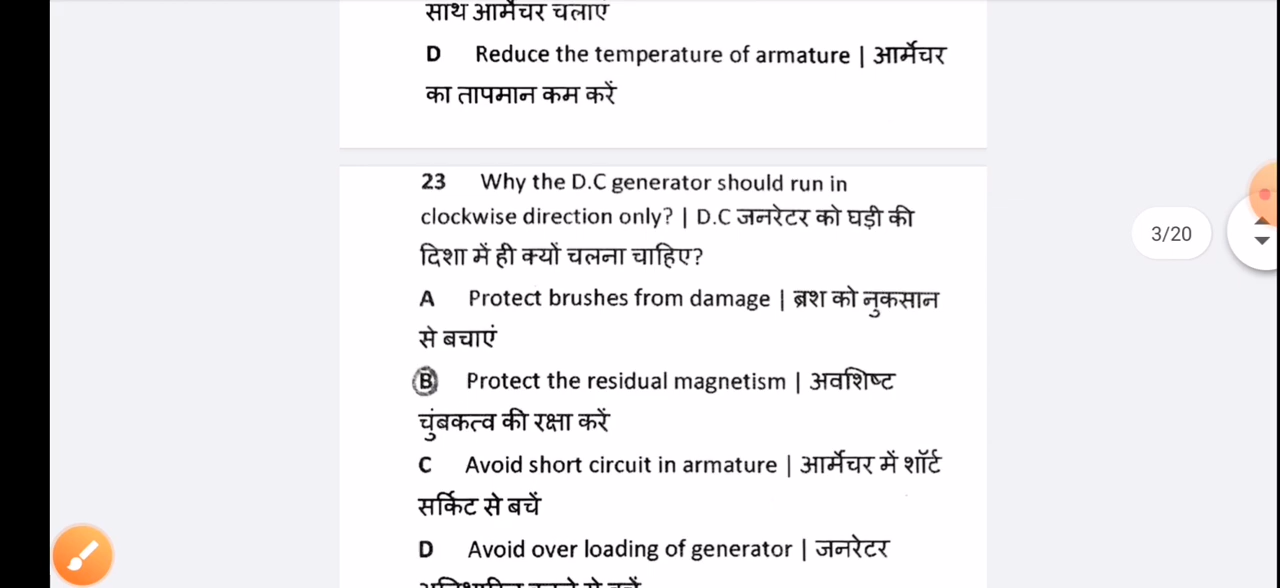 साथ आर्मेचर चलाएं
D Reduce the temperature of armature | आर्मेचर
का तापमान कम करें
23 Why the D.C generator should run in
clockwise direction only? | D.C जनरेटर को घड़ी की
दिशा में ही क्यों चलना चाहिए?
A Protect brushes from damage | ब्रश को नुकसान
से बचाएं
B Protect the residual magnetism | अवशिष्ट
चुंबकत्व की रक्षा करें
C Avoid short circuit in armature | आर्मेचर में शॉर्ट
सर्किट से बचें
D Avoid over loading of generator | जनरेटर
3/20